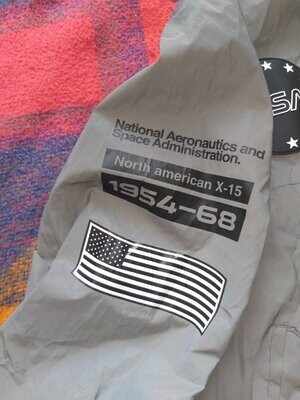 National Aeronautics and
Space Administration.
North american X-15
1954–68